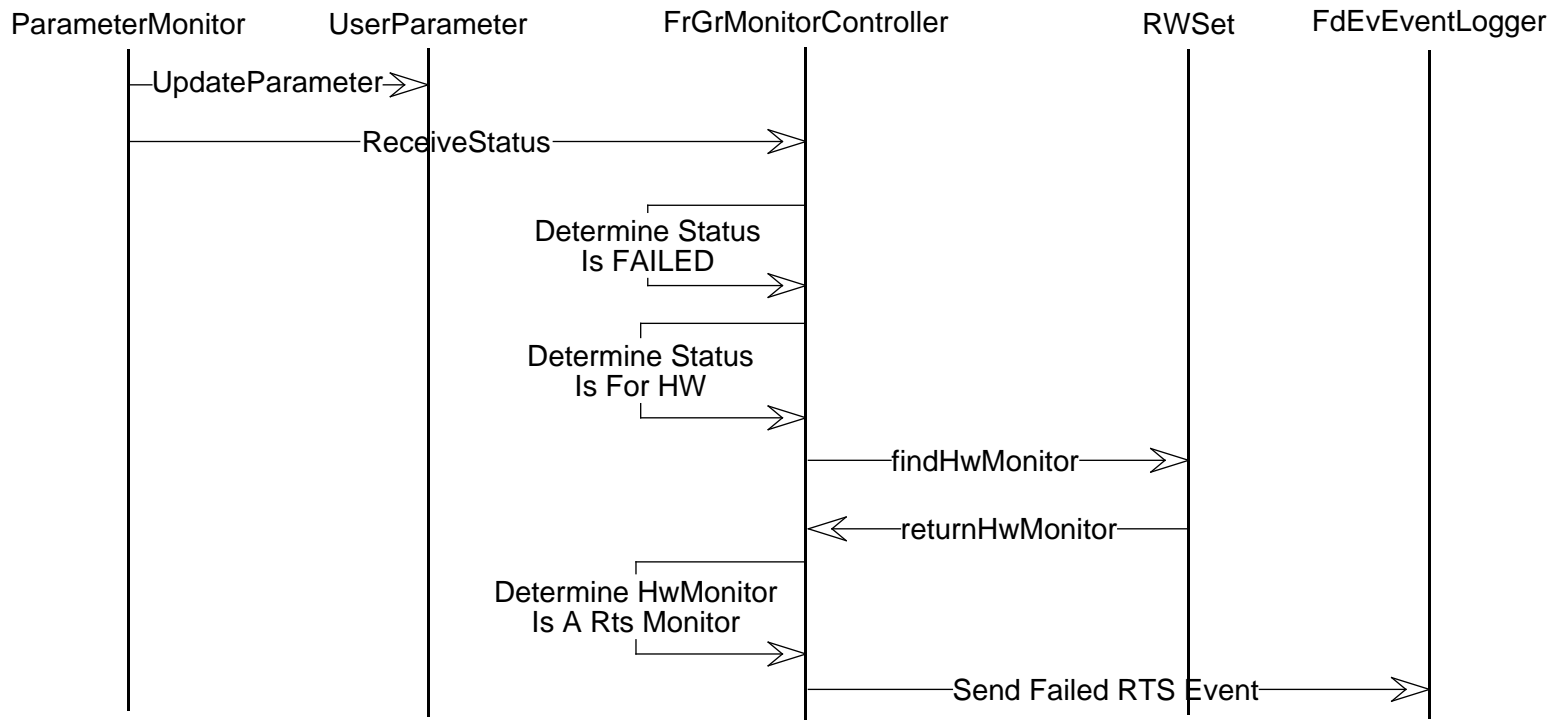 ParameterMonitor UserParameter FrGrMonitorController RWSet FdEvEventLogger
UpdateParameter
ReceiveStatus
Determine Status
Is FAILED
Determine Status
Is For HW
findHwMonitor
returnHwMonitor
Determine HwMonitor
Is A Rts Monitor
Send Failed RTS Event